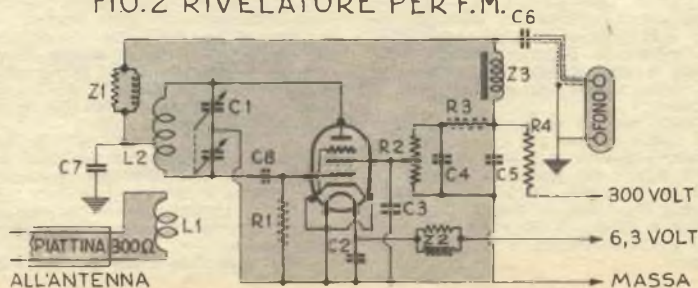 FIG.2 RIVELATORE PER F.M.
C6
Z1
C1
Z3
FONO
R3
R4
L2
C8
R2
C7
C4
C5
L1
R1
C3
300 VOLT
PIATTINA 300Ω
C2
Z2
6,3 VOLT
ALL'ANTENNA
MASSA